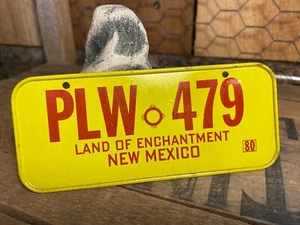 PLW 479
LAND OF ENCHANTMENT
NEW MEXICO 80